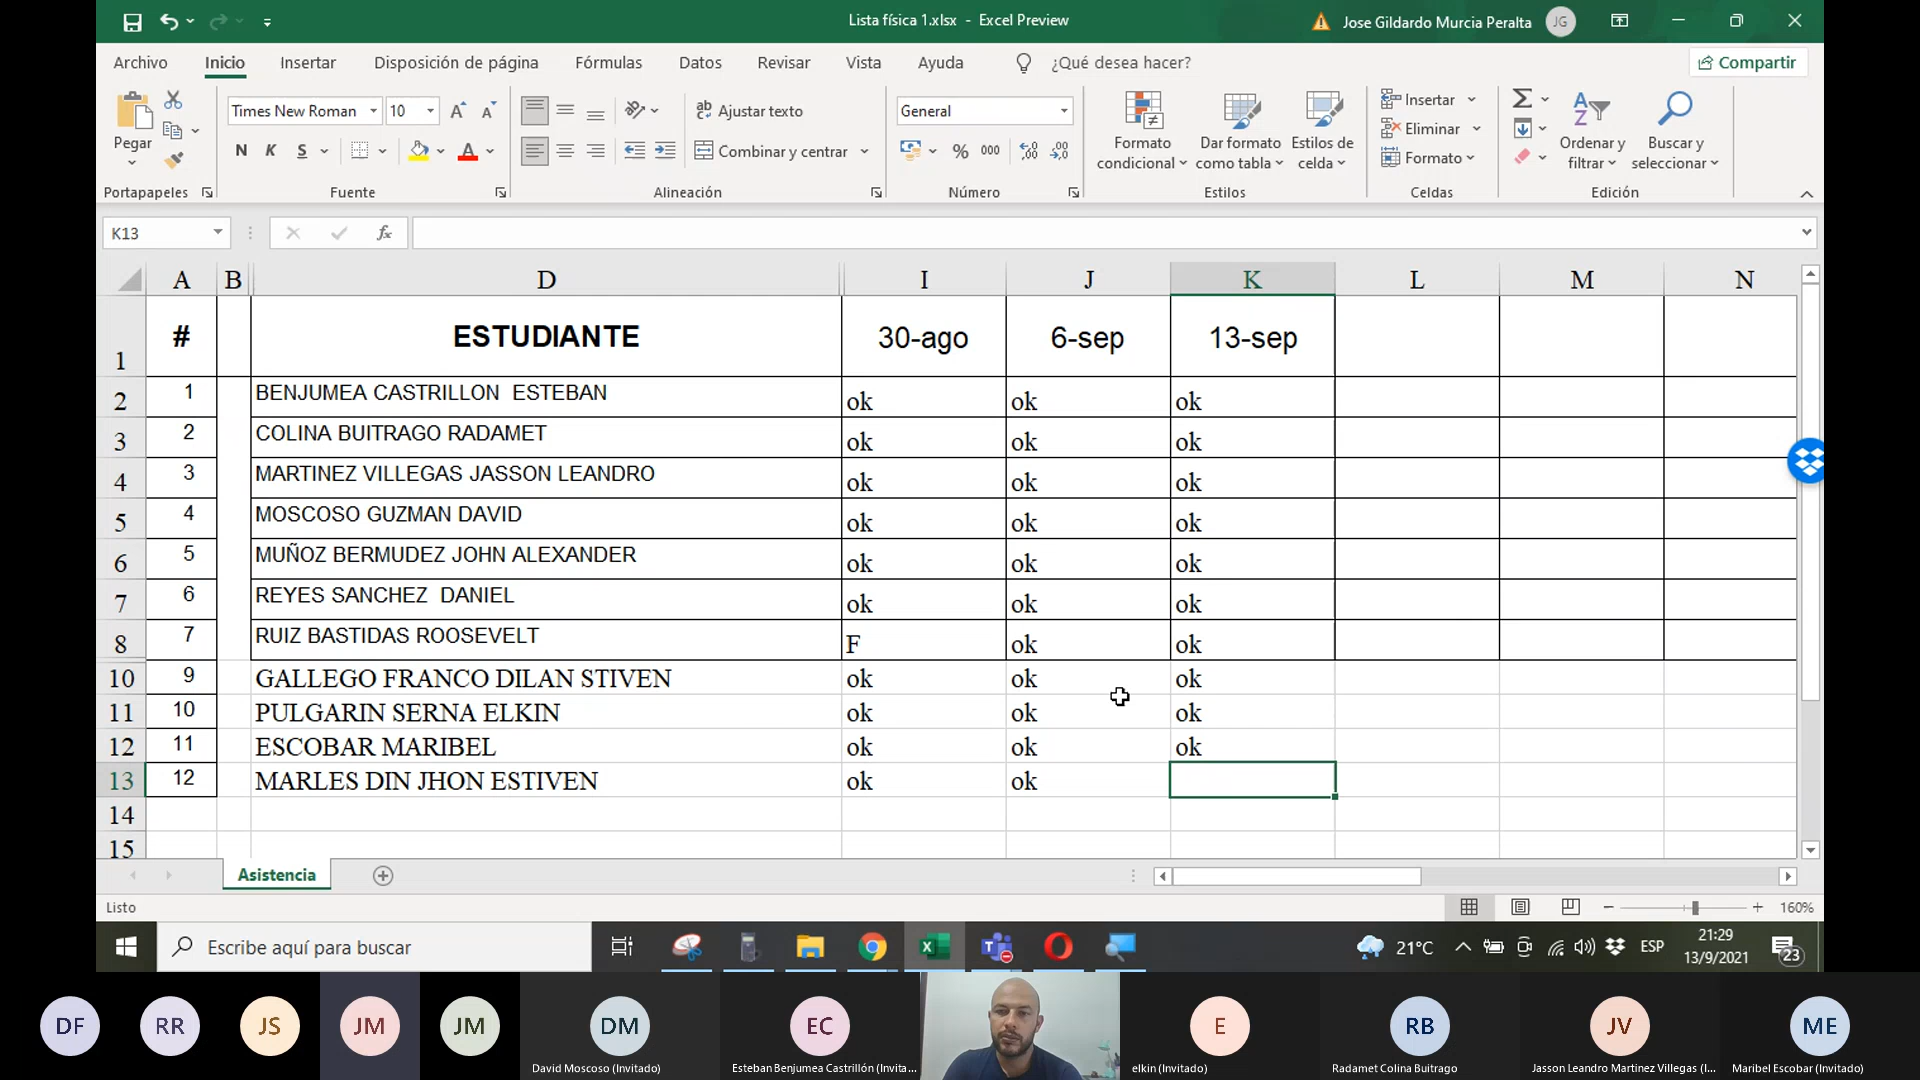 Lista física 1.xlsx - Excel Preview
Jose Gildardo Murcia Peralta
JG
Archivo Inicio Insertar Disposición de página Fórmulas Datos Revisar Vista Ayuda ¿Qué desea hacer? Compartir
Pegar
Times New Roman 10
N K S
Ajustar texto
Combinar y centrar
General
% 000
Formato condicional
Dar formato como tabla
Estilos de celda
Insertar
Eliminar
Formato
Ordenar y filtrar
Buscar y seleccionar
Portapapeles Fuente Alineación Número Estilos Celdas Edición
K13 fx
A B D I J K L M N
1 # ESTUDIANTE 30-ago 6-sep 13-sep
2 1 BENJUMEA CASTRILLON ESTEBAN ok ok ok
3 2 COLINA BUITRAGO RADAMET ok ok ok
4 3 MARTINEZ VILLEGAS JASSON LEANDRO ok ok ok
5 4 MOSCOSO GUZMAN DAVID ok ok ok
6 5 MUÑOZ BERMUDEZ JOHN ALEXANDER ok ok ok
7 6 REYES SANCHEZ DANIEL ok ok ok
8 7 RUIZ BASTIDAS ROOSEVELT F ok ok
10 9 GALLEGO FRANCO DILAN STIVEN ok ok ok
11 10 PULGARIN SERNA ELKIN ok ok ok
12 11 ESCOBAR MARIBEL ok ok ok
13 12 MARLES DIN JHON ESTIVEN ok ok
14
15
Asistencia
Listo 160%
Escribe aquí para buscar
21°C ESP
21:29
13/9/2021
23
DF RR JS JM JM DM EC E RB JV ME
David Moscoso (Invitado) Esteban Benjumea Castrillón (Invita... elkin (Invitado) Radamet Colina Buitrago Jasson Leandro Martinez Villegas (I... Maribel Escobar (Invitado)